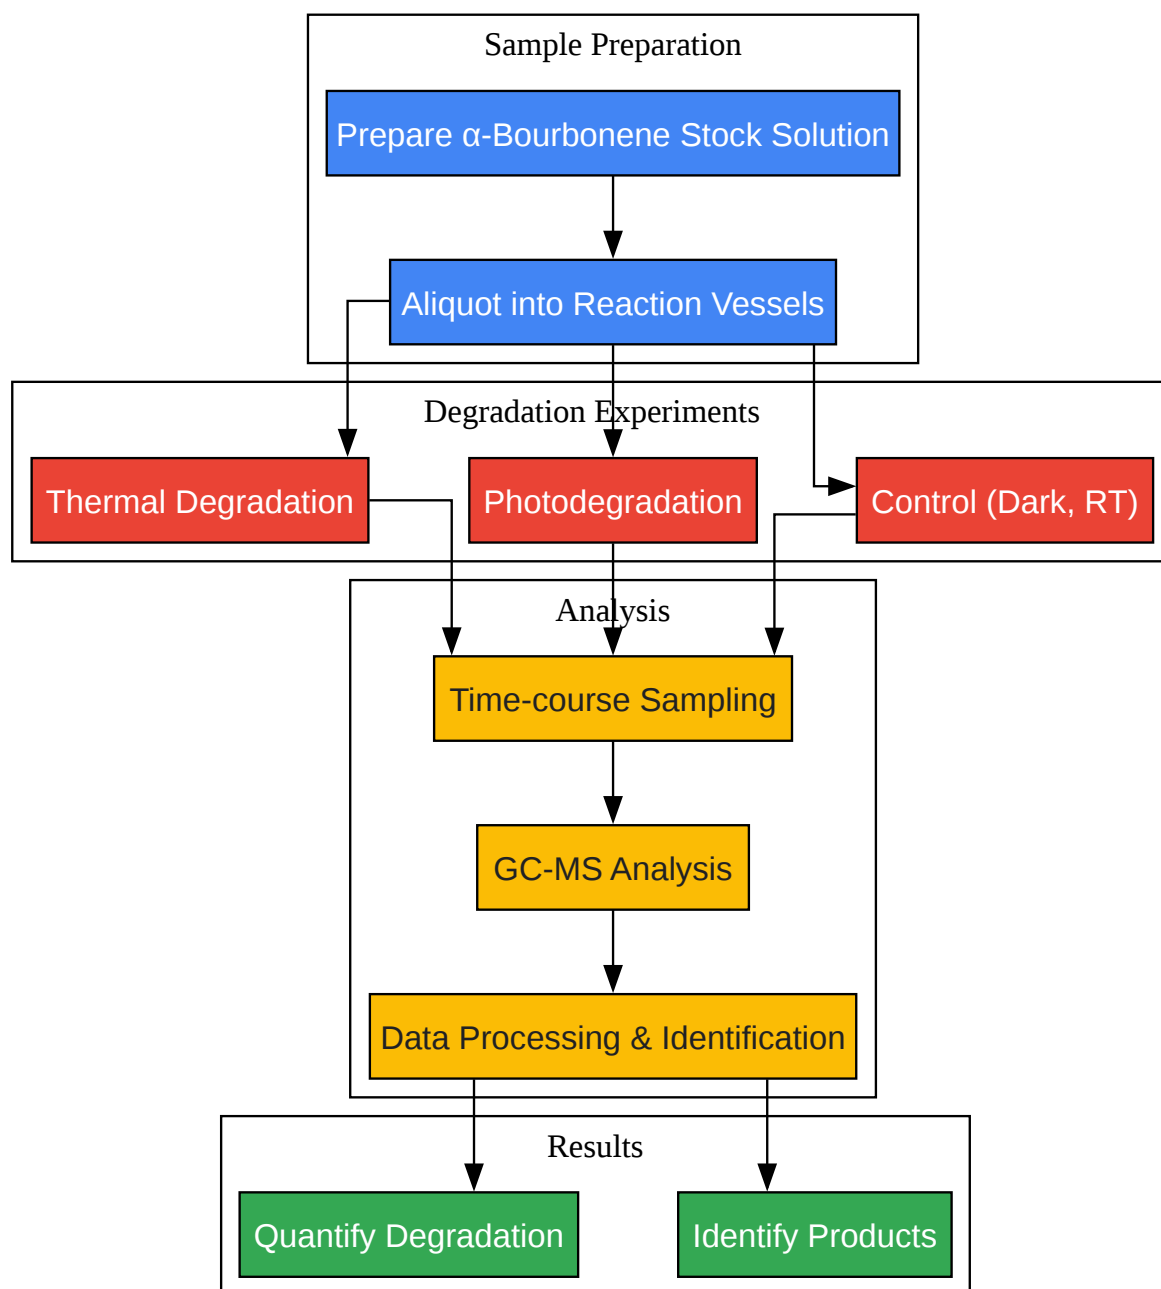 Sample Preparation
Prepare α-Bourbonene Stock Solution
Aliquot into Reaction Vessels
Degradation Experiments
Thermal Degradation
Photodegradation
Control (Dark, RT)
Analysis
Time-course Sampling
GC-MS Analysis
Data Processing & Identification
Results
Quantify Degradation
Identify Products